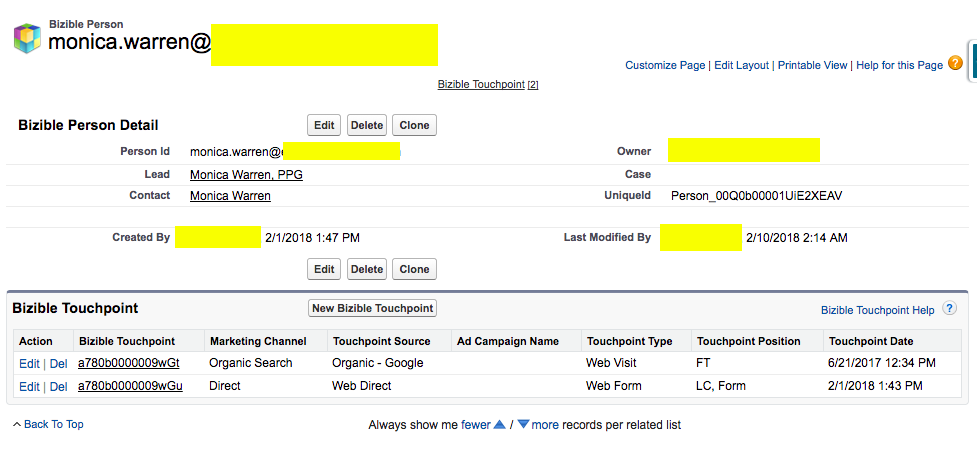 Bizible Person
monica.warren@
Customize Page | Edit Layout | Printable View | Help for this Page ?
Bizible Touchpoint [2]
Bizible Person Detail Edit Delete Clone
Person Id monica.warren@ Owner
Lead Monica Warren, PPG Case
Contact Monica Warren UniqueId Person_00Q0b00001UiE2XEAV
Created By 2/1/2018 1:47 PM Last Modified By 2/10/2018 2:14 AM
Edit Delete Clone
Bizible Touchpoint New Bizible Touchpoint Bizible Touchpoint Help ?
Action Bizible Touchpoint Marketing Channel Touchpoint Source Ad Campaign Name Touchpoint Type Touchpoint Position Touchpoint Date
Edit | Del a780b0000009wGt Organic Search Organic - Google Web Visit FT 6/21/2017 12:34 PM
Edit | Del a780b0000009wGu Direct Web Direct Web Form LC, Form 2/1/2018 1:43 PM
Back To Top Always show me fewer / more records per related list